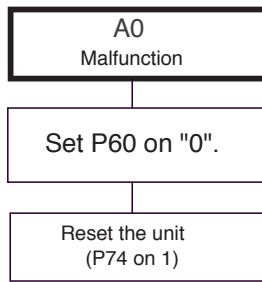 A0
Malfunction
Set P60 on "0".
Reset the unit
(P74 on 1)